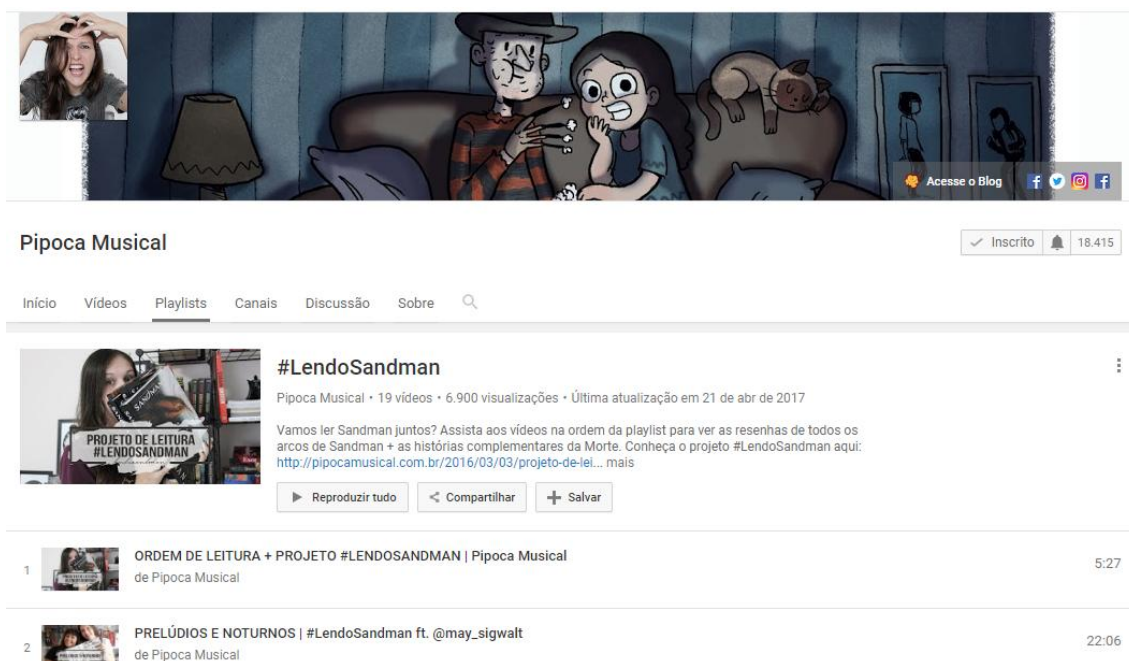 Acesse o Blog
Pipoca Musical
Inscrito 18.415
Início Vídeos Playlists Canais Discussão Sobre
#LendoSandman
Pipoca Musical • 19 vídeos • 6.900 visualizações • Última atualização em 21 de abr de 2017
Vamos ler Sandman juntos? Assista aos vídeos na ordem da playlist para ver as resenhas de todos os
arcos de Sandman + as histórias complementares da Morte. Conheça o projeto #LendoSandman aqui:
http://pipocamusical.com.br/2016/03/03/projeto-de-lei... mais
SANDMAN
PROJETO DE LEITURA
#LENDOSANDMAN
Reproduzir tudo Compartilhar Salvar
1 ORDEM DE LEITURA + PROJETO #LENDOSANDMAN | Pipoca Musical 5:27
de Pipoca Musical
2 PRELÚDIOS E NOTURNOS | #LendoSandman ft. @may_sigwalt 22:06
de Pipoca Musical